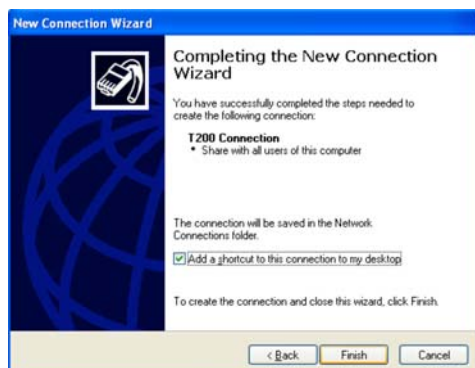 New Connection Wizard
Completing the New Connection
Wizard
You have successfully completed the steps needed to
create the following connection:
T200 Connection
• Share with all users of this computer
The connection will be saved in the Network
Connections folder.
Add a shortcut to this connection to my desktop
To create the connection and close this wizard, click Finish.
< Back Finish Cancel